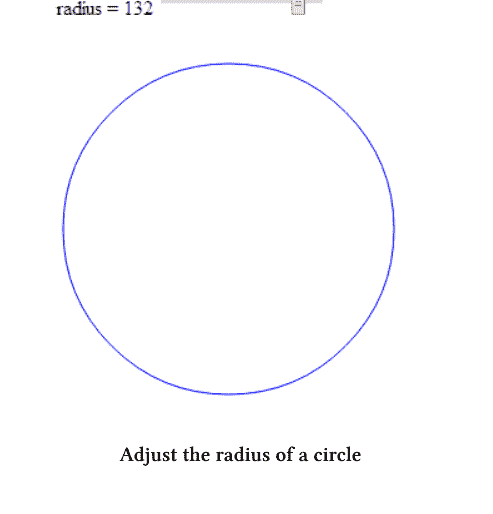 radius = 132
Adjust the radius of a circle